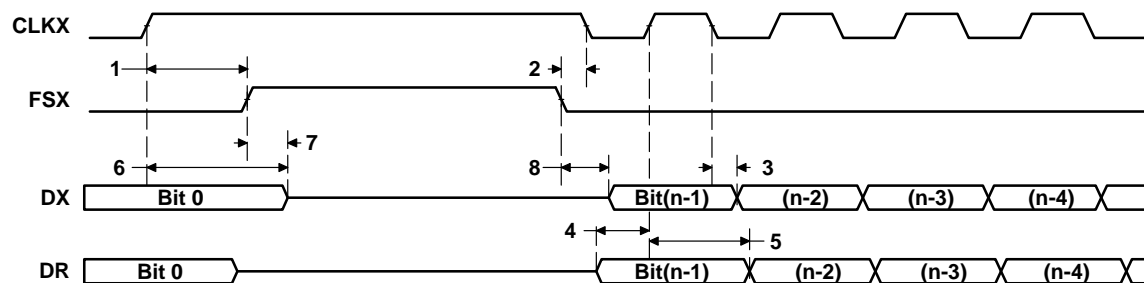 CLKX
1 2
FSX
7
6 8 3
DX Bit 0 Bit(n-1) (n-2) (n-3) (n-4)
4 5
DR Bit 0 Bit(n-1) (n-2) (n-3) (n-4)